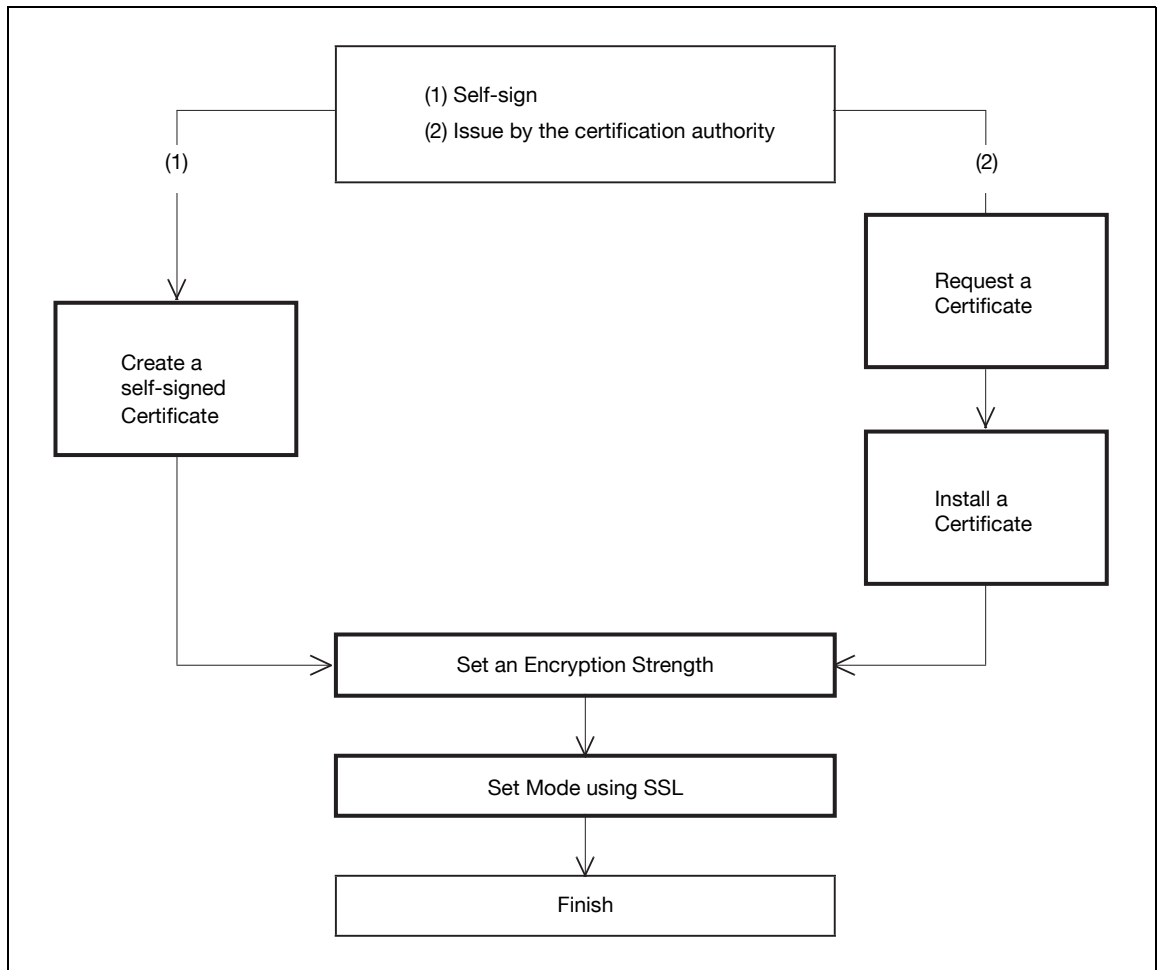 (1) Self-sign
(2) Issue by the certification authority
(1)
(2)
Request a
Certificate
Create a
self-signed
Certificate
Install a
Certificate
Set an Encryption Strength
Set Mode using SSL
Finish